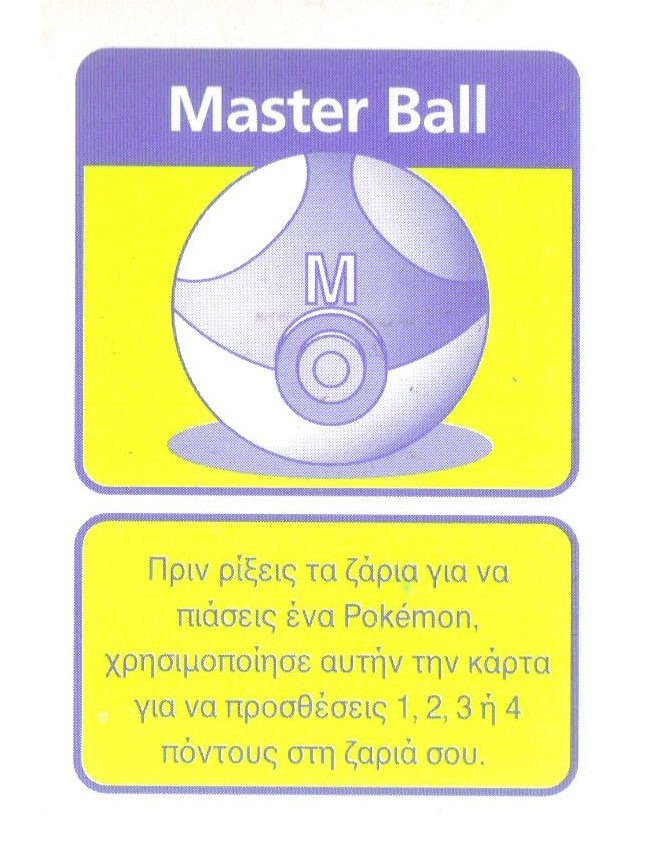 Master Ball
M
Πριν ρίξεις τα ζάρια για να
πιάσεις ένα Pokémon,
χρησιμοποίησε αυτήν την κάρτα
για να προσθέσεις 1, 2, 3 ή 4
πόντους στη ζαριά σου.